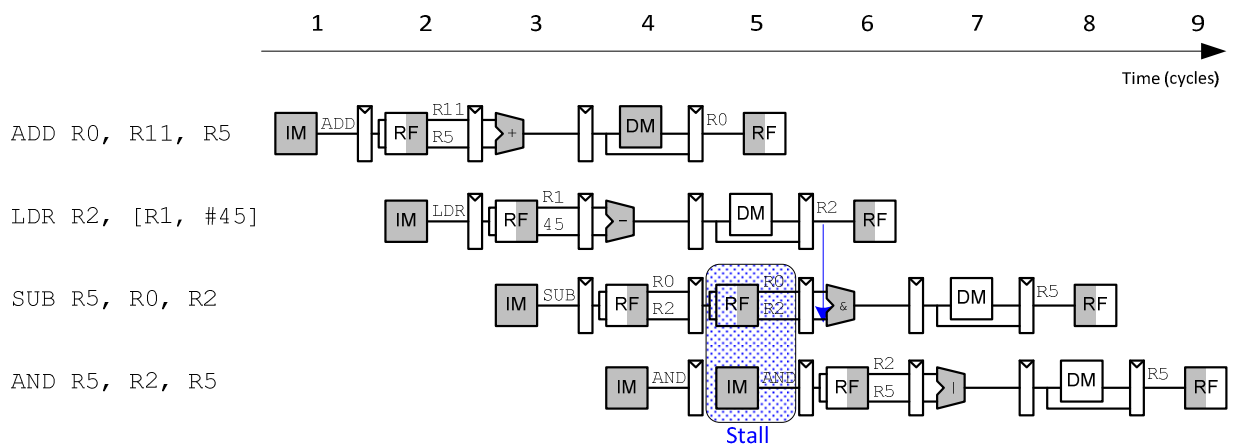 1 2 3 4 5 6 7 8 9
Time (cycles)
ADD R0, R11, R5 IM ADD RF R11 R5 + DM R0 RF
LDR R2, [R1, #45] IM LDR RF R1 45 − DM R2 RF
SUB R5, R0, R2 IM SUB RF R0 R2 RF R0 R2 & DM R5 RF
AND R5, R2, R5 IM AND IM AND RF R2 R5 | DM R5 RF
Stall